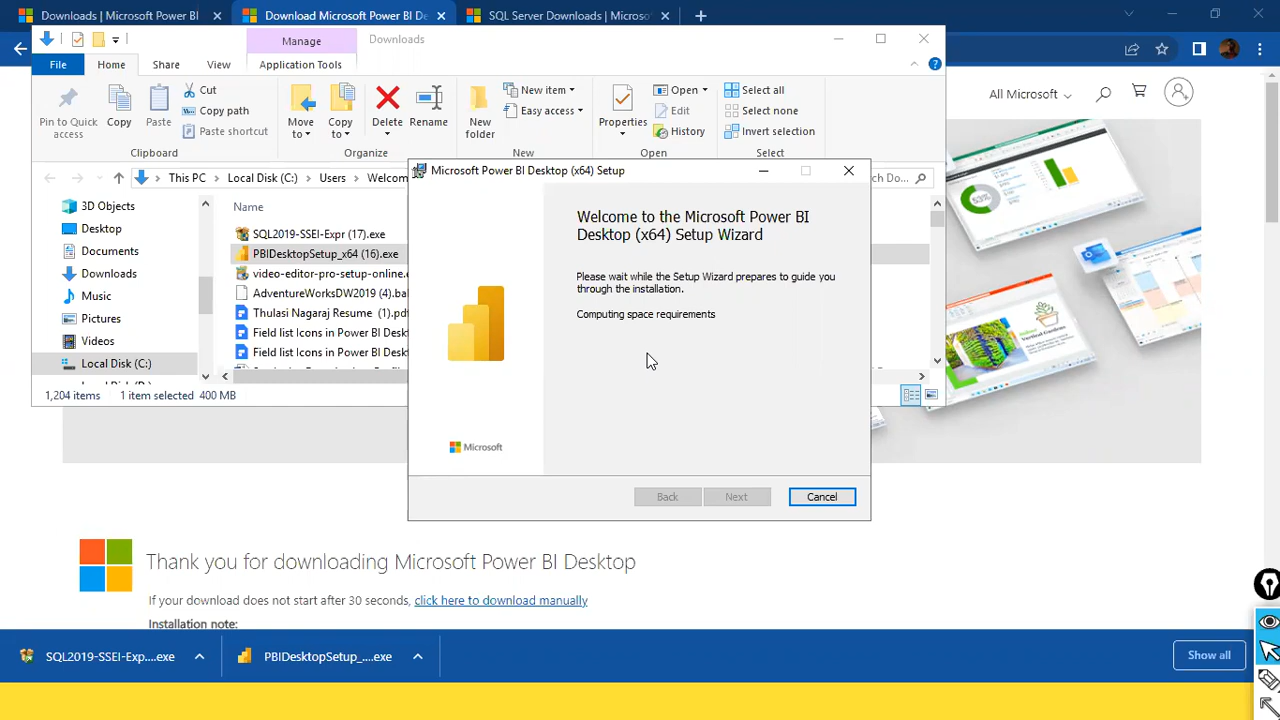 Downloads | Microsoft Power BI
Download Microsoft Power BI De
SQL Server Downloads | Microso
Manage
Downloads
File
Home
Share
View
Application Tools
Pin to Quick access
Copy
Paste
Cut
Copy path
Paste shortcut
Move to
Copy To
Delete
Rename
New folder
New item
Easy access
Properties
Open
Edit
History
Select all
Select none
Invert selection
Clipboard
Organize
New
Open
Select
This PC
Local Disk (C:)
Users
Welcom
h Do...
All Microsoft
3D Objects
Desktop
Documents
Downloads
Music
Pictures
Videos
Local Disk (C:)
Name
SQL2019-SSEI-Expr (17).exe
PBIDesktopSetup_x64 (16).exe
video-editor-pro-setup-online.
AdventureWorksDW2019 (4).bak
Thulasi Nagaraj Resume (1).pdf
Field list Icons in Power BI Deskt
Field list Icons in Power BI Deskt
1,204 items
1 item selected
400 MB
Microsoft Power BI Desktop (x64) Setup
Welcome to the Microsoft Power BI
Desktop (x64) Setup Wizard
Please wait while the Setup Wizard prepares to guide you
through the installation.
Computing space requirements
Microsoft
Back
Next
Cancel
Thank you for downloading Microsoft Power BI Desktop
If your download does not start after 30 seconds, click here to download manually
Installation note:
SQL2019-SSEI-Exp....exe
PBIDesktopSetup_....exe
Show all